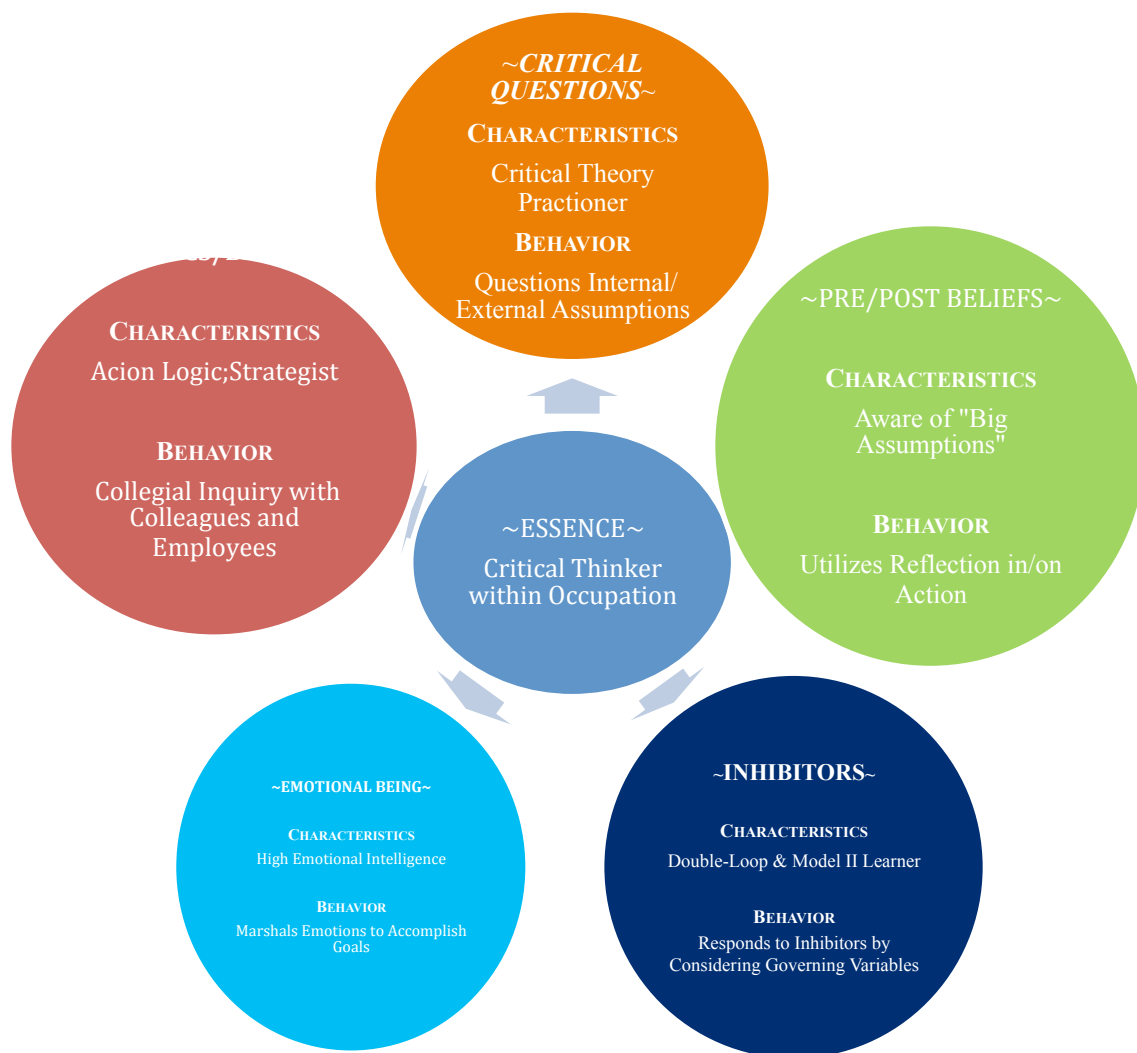 ~CRITICAL
QUESTIONS~
CHARACTERISTICS
Critical Theory
Practioner
BEHAVIOR
Questions Internal/
External Assumptions
~PRE/POST BELIEFS~
CHARACTERISTICS
Aware of "Big
Assumptions"
BEHAVIOR
Utilizes Reflection in/on
Action
~INHIBITORS~
CHARACTERISTICS
Double-Loop & Model II Learner
BEHAVIOR
Responds to Inhibitors by
Considering Governing Variables
~EMOTIONAL BEING~
CHARACTERISTICS
High Emotional Intelligence
BEHAVIOR
Marshals Emotions to Accomplish
Goals
CHARACTERISTICS
Acion Logic;Strategist
BEHAVIOR
Collegial Inquiry with
Colleagues and
Employees
~ESSENCE~
Critical Thinker
within Occupation